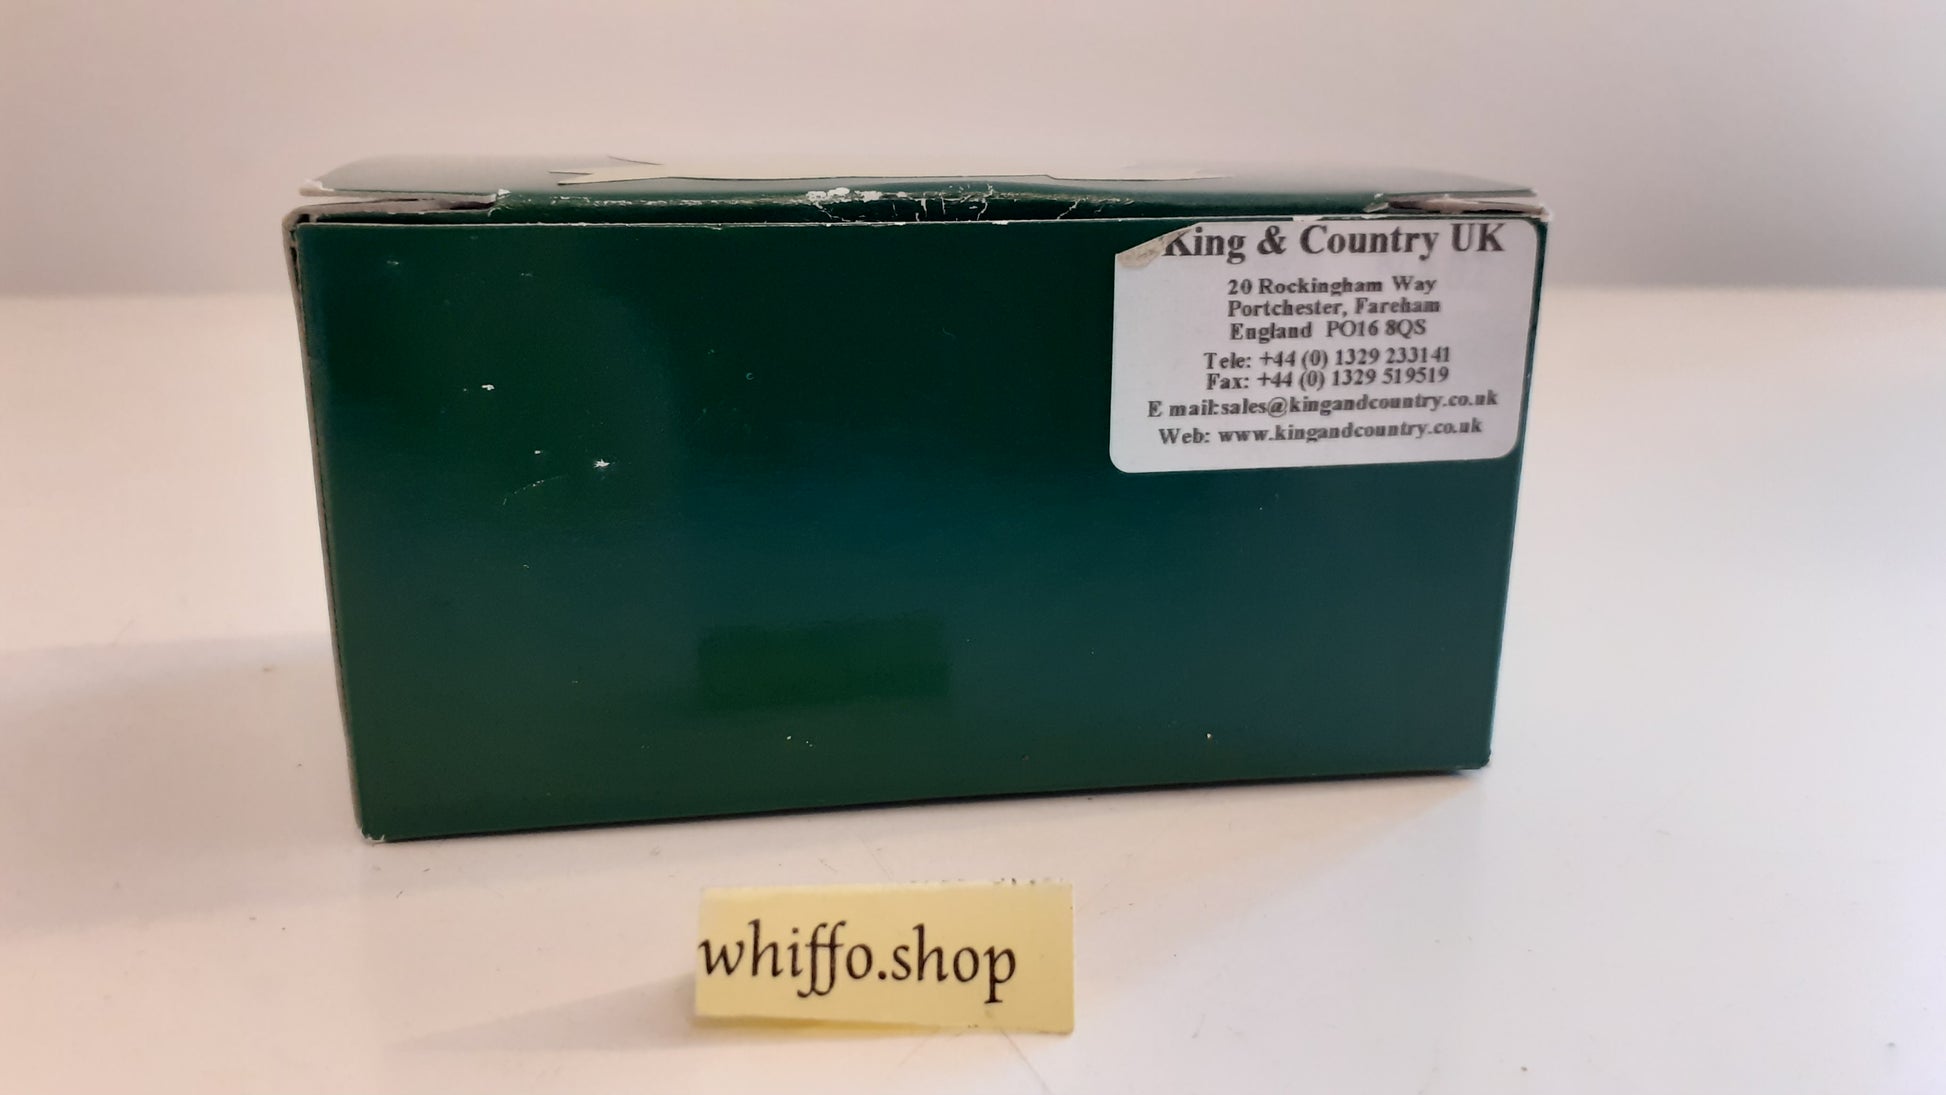 King & Country UK
20 Rockingham Way
Portchester, Fareham
England PO16 8QS
Tele: +44 (0) 1329 233141
Fax: +44 (0) 1329 519519
E mail:sales@kingandcountry.co.uk
Web: www.kingandcountry.co.uk
whiffo.shop